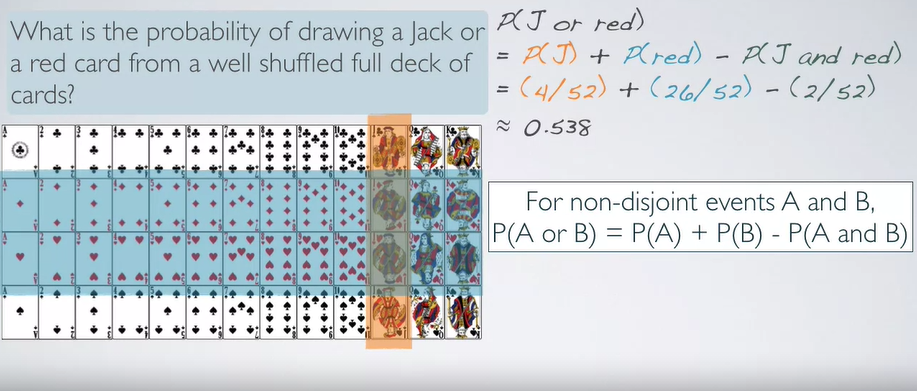 What is the probability of drawing a Jack or
a red card from a well shuffled full deck of
cards?
P(J or red)
= P(J) + P(red) - P(J and red)
= (4/52) + (26/52) - (2/52)
≈ 0.538
For non-disjoint events A and B,
P(A or B) = P(A) + P(B) - P(A and B)